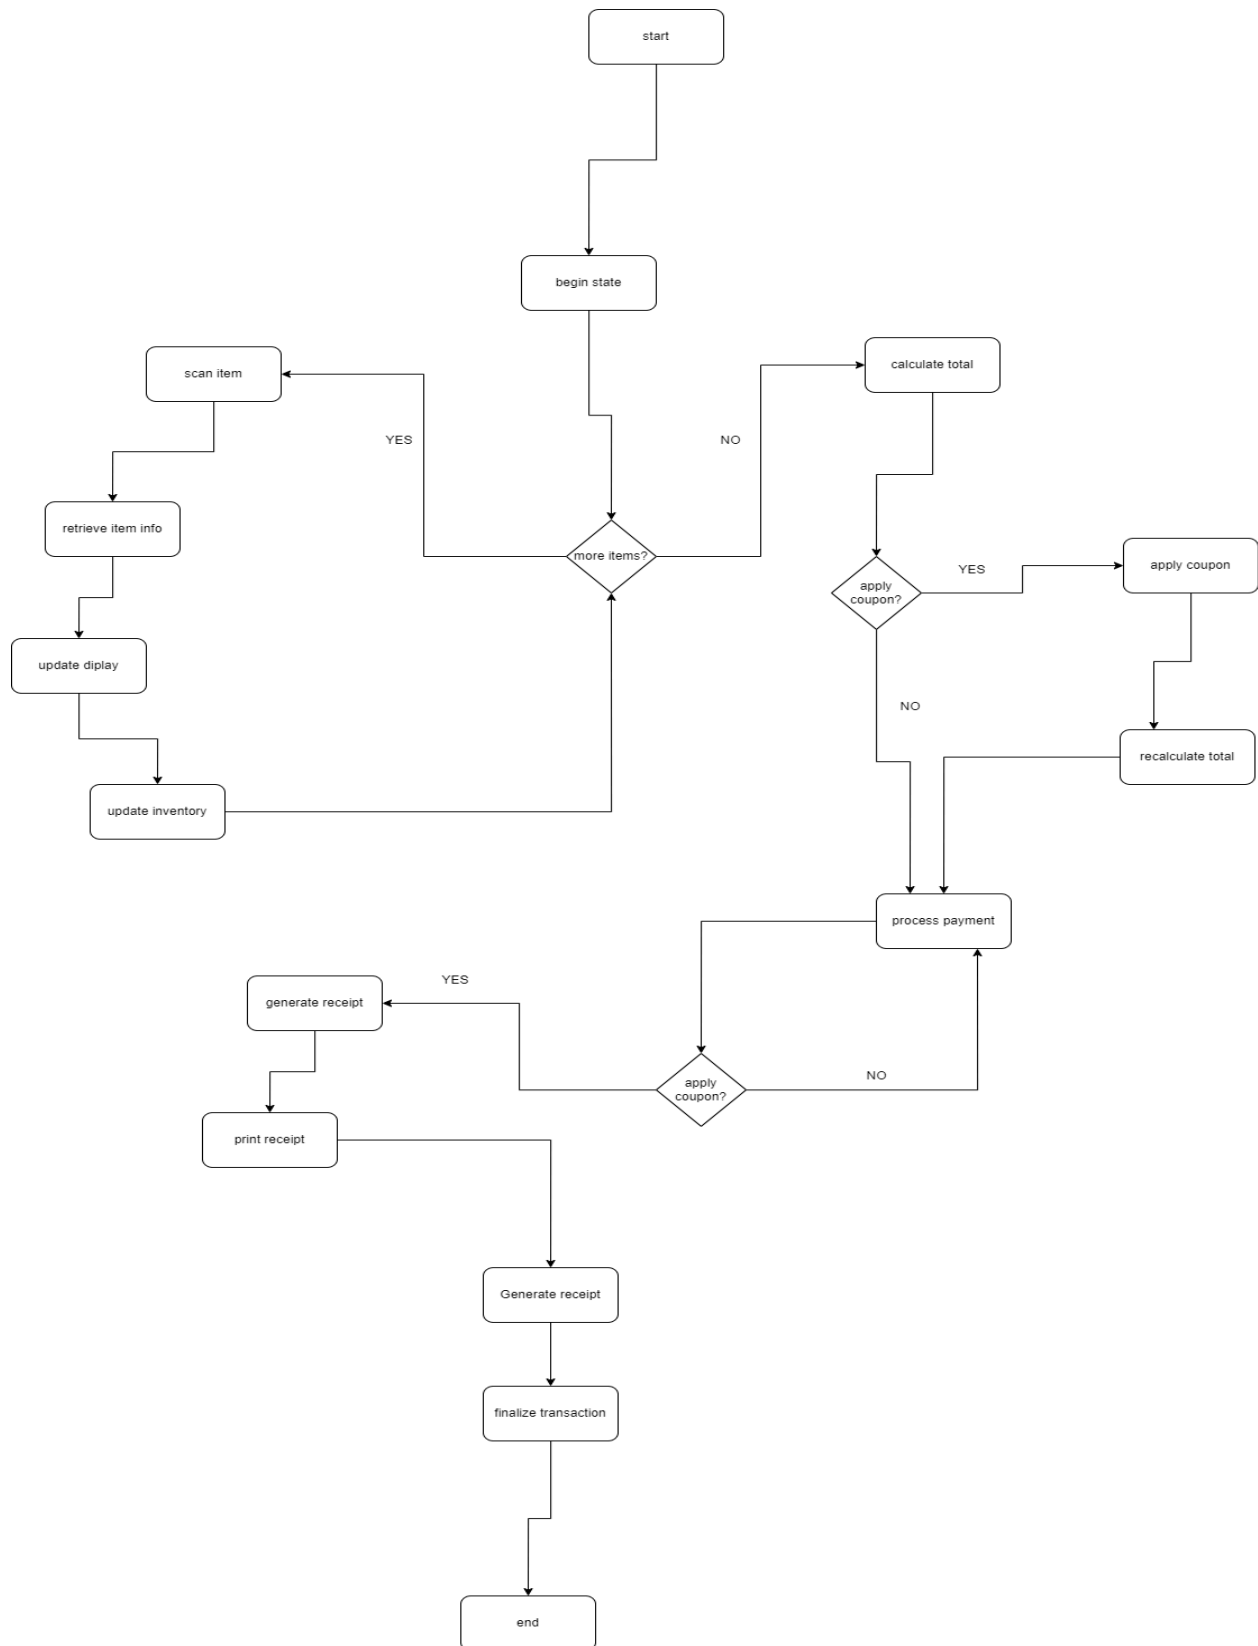 start
begin state
scan item
calculate total
YES
NO
retrieve item info
more items?
apply
coupon?
YES
apply coupon
update diplay
NO
recalculate total
update inventory
process payment
YES
generate receipt
apply
coupon?
NO
print receipt
Generate receipt
finalize transaction
end